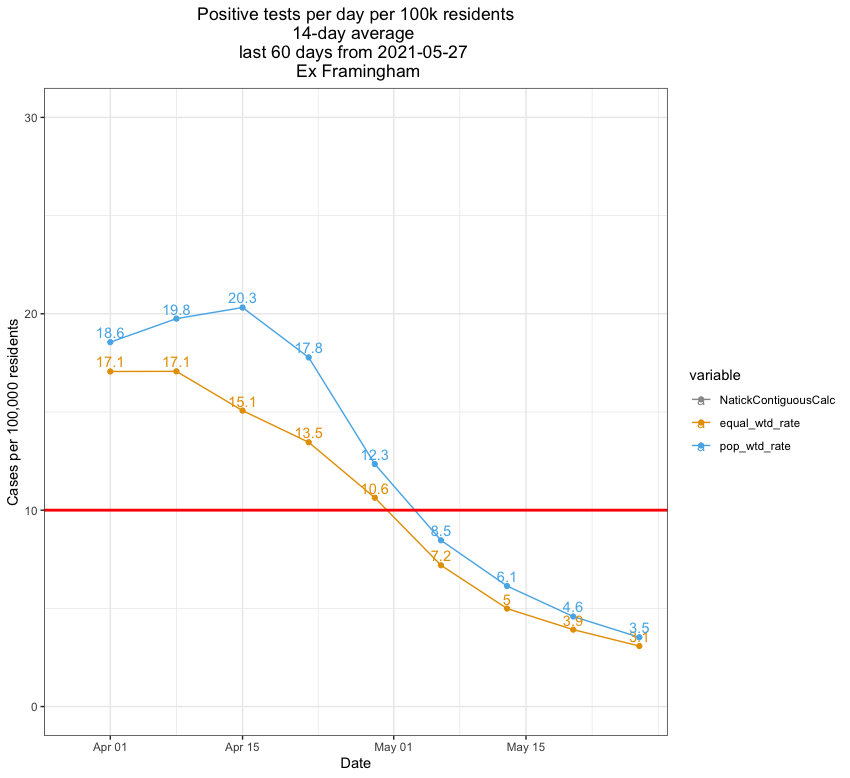 Positive tests per day per 100k residents
14-day average
last 60 days from 2021-05-27
Ex Framingham
30
20
10
0
Cases per 100,000 residents
18.6
19.8
20.3
17.8
12.3
8.5
6.1
4.6
3.5
17.1
17.1
15.1
13.5
10.6
7.2
5
3.9
3.1
Apr 01
Apr 15
May 01
May 15
Date
variable
a NatickContiguousCalc
a equal_wtd_rate
a pop_wtd_rate